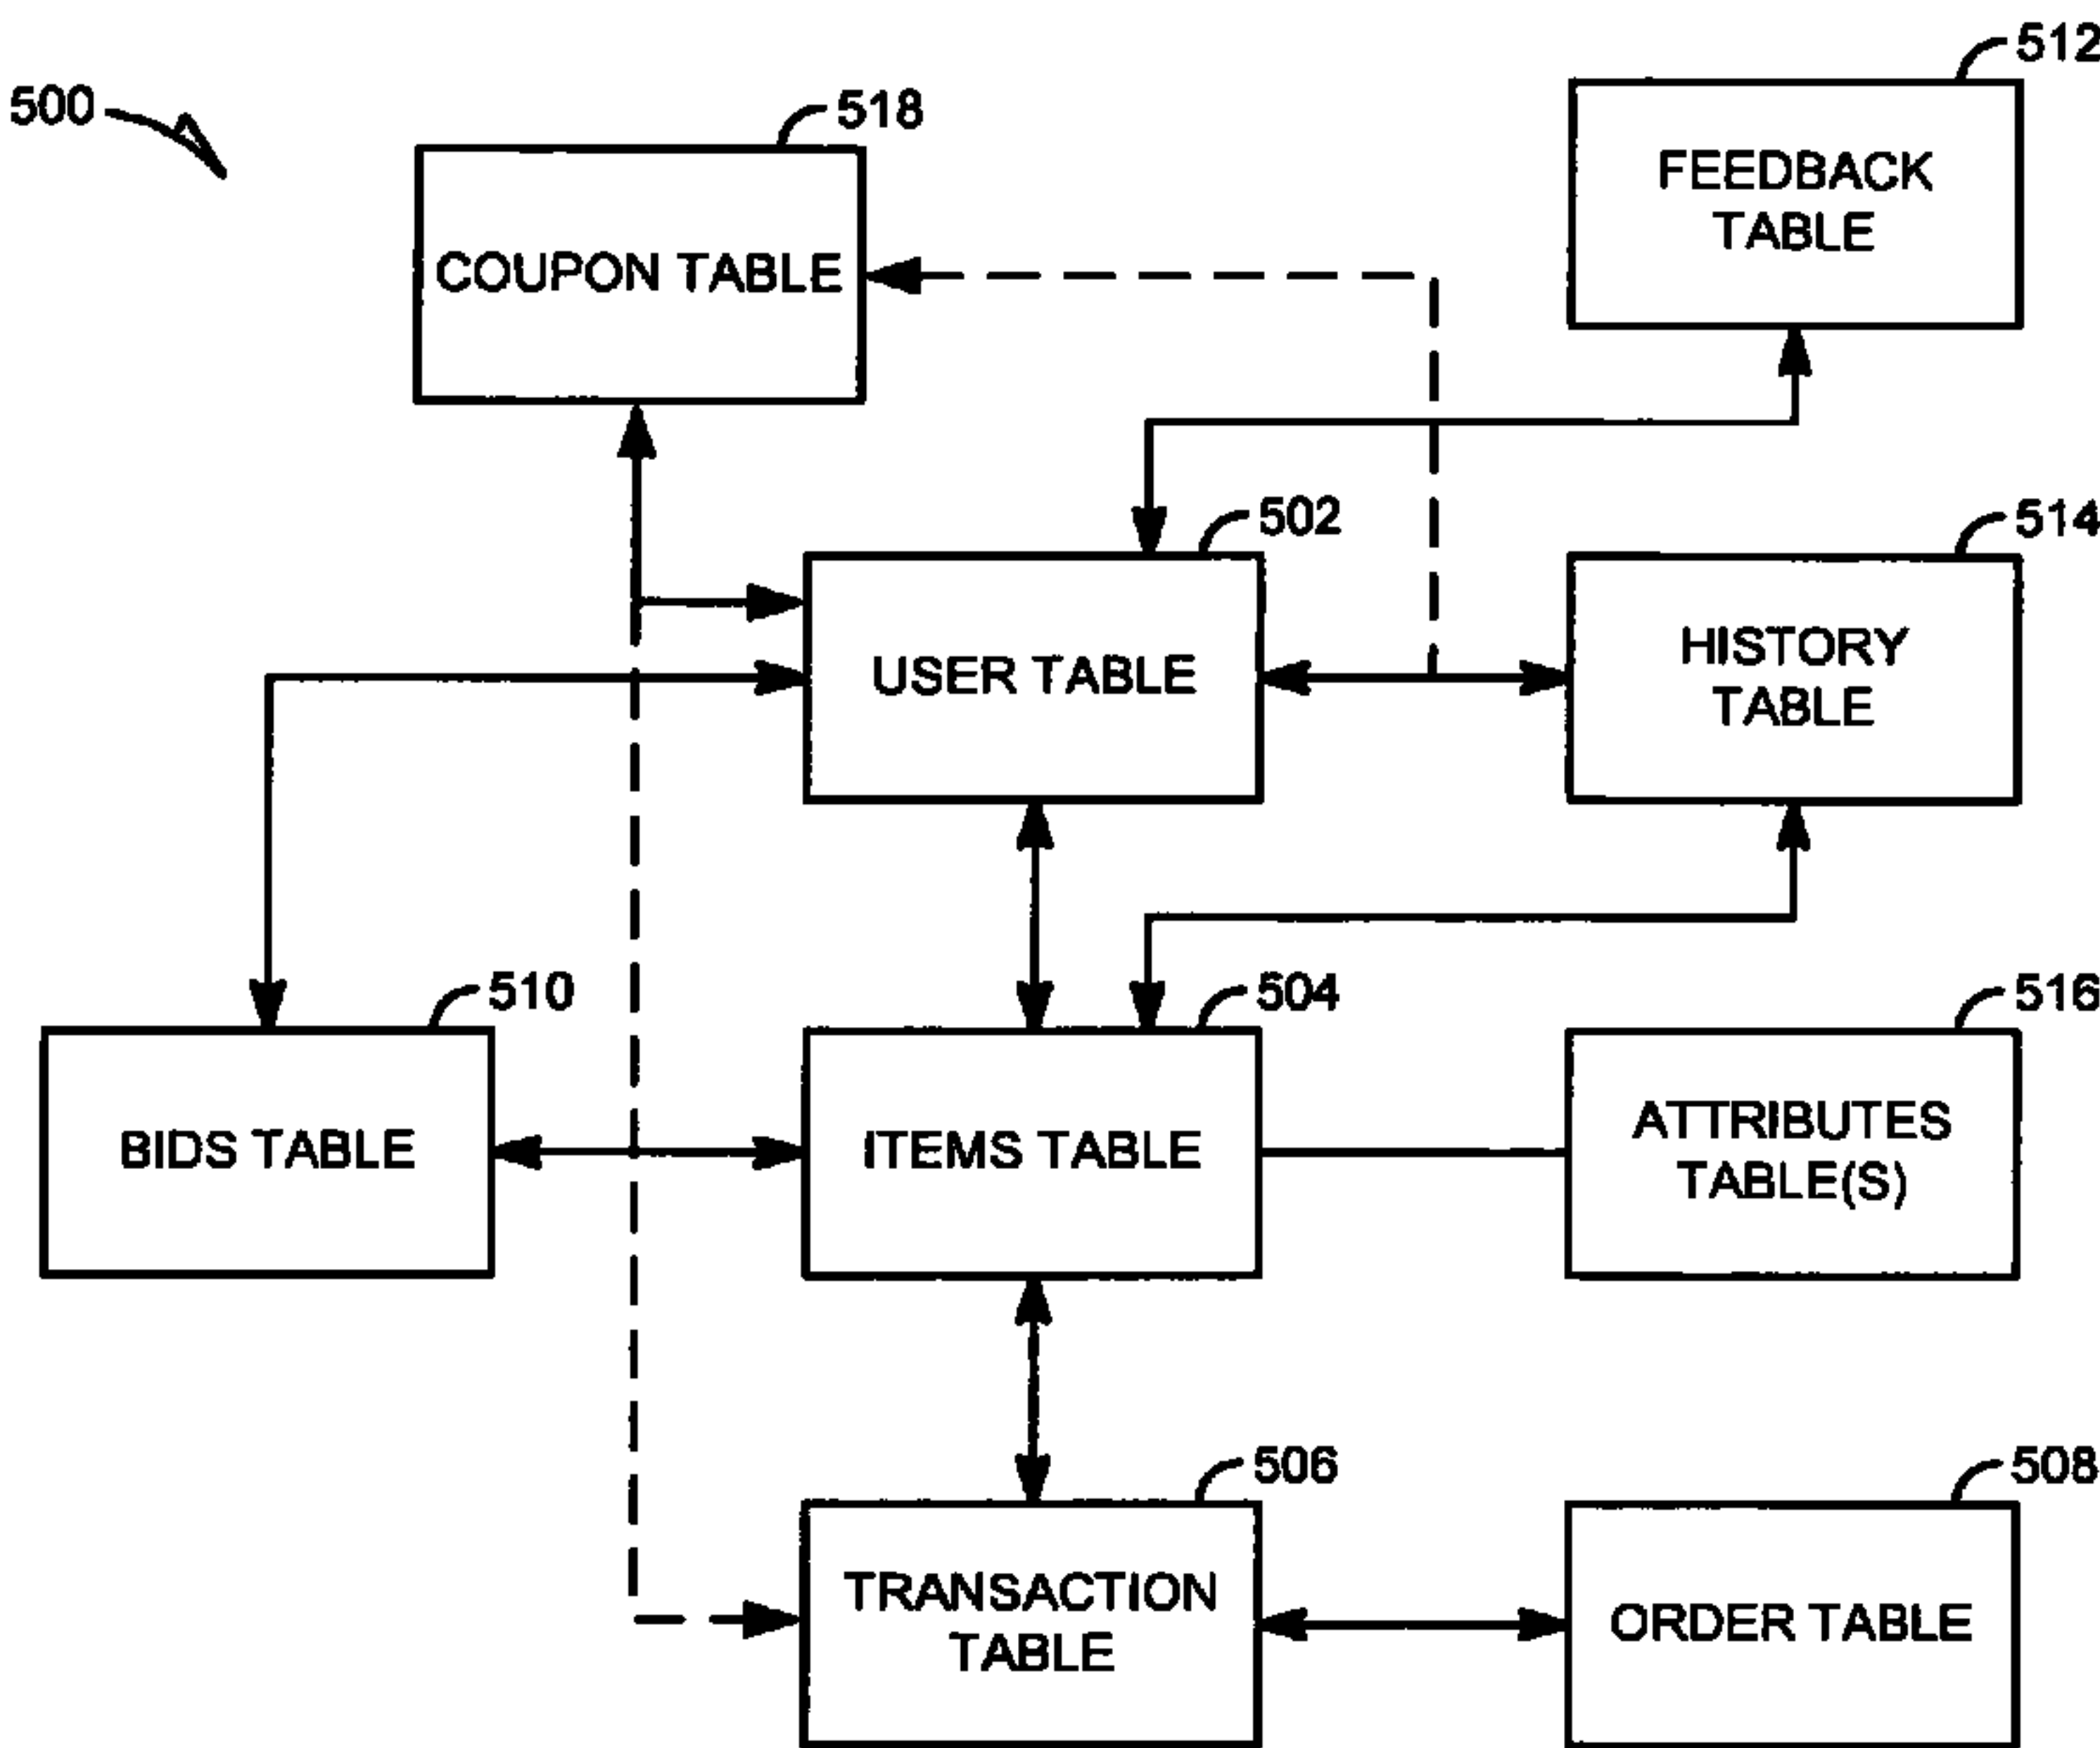 512
500
518
FEEDBACK
TABLE
COUPON TABLE
502
514
USER TABLE
HISTORY
TABLE
510
504
516
BIDS TABLE
ITEMS TABLE
ATTRIBUTES
TABLE(S)
506
508
TRANSACTION
TABLE
ORDER TABLE